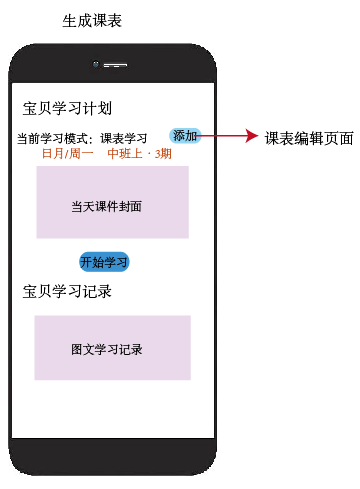 生成课表
宝贝学习计划
当前学习模式：课表学习 添加 课表编辑页面
日月/周一 中班上·3期
当天课件封面
开始学习
宝贝学习记录
图文学习记录